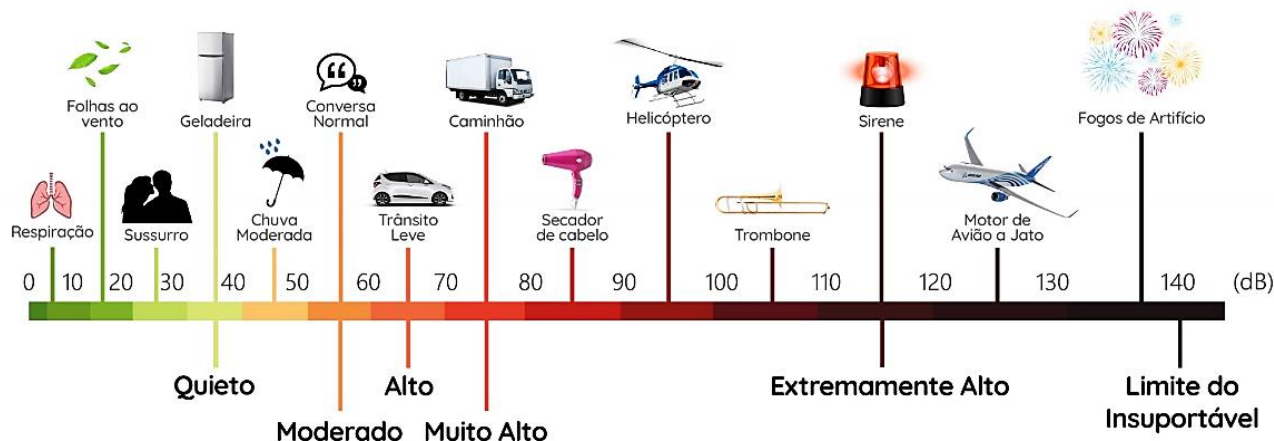 Folhas ao
vento
Geladeira
Conversa
Normal
Caminhão
Helicóptero
Sirene
Fogos de Artifício
Respiração
Sussurro
Chuva
Moderada
Trânsito
Leve
Secador
de cabelo
Trombone
Motor de
Avião a Jato
0 10 20 30 40 50 60 70 80 90 100 110 120 130 140 (dB)
Quieto
Alto
Extremamente Alto
Limite do
Insuportável
Moderado
Muito Alto